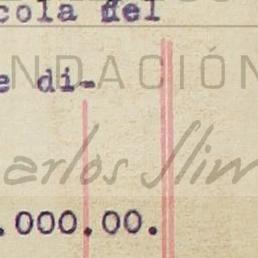 cola del
e di-
NDACIÓN
arlos Slim
.000.00.